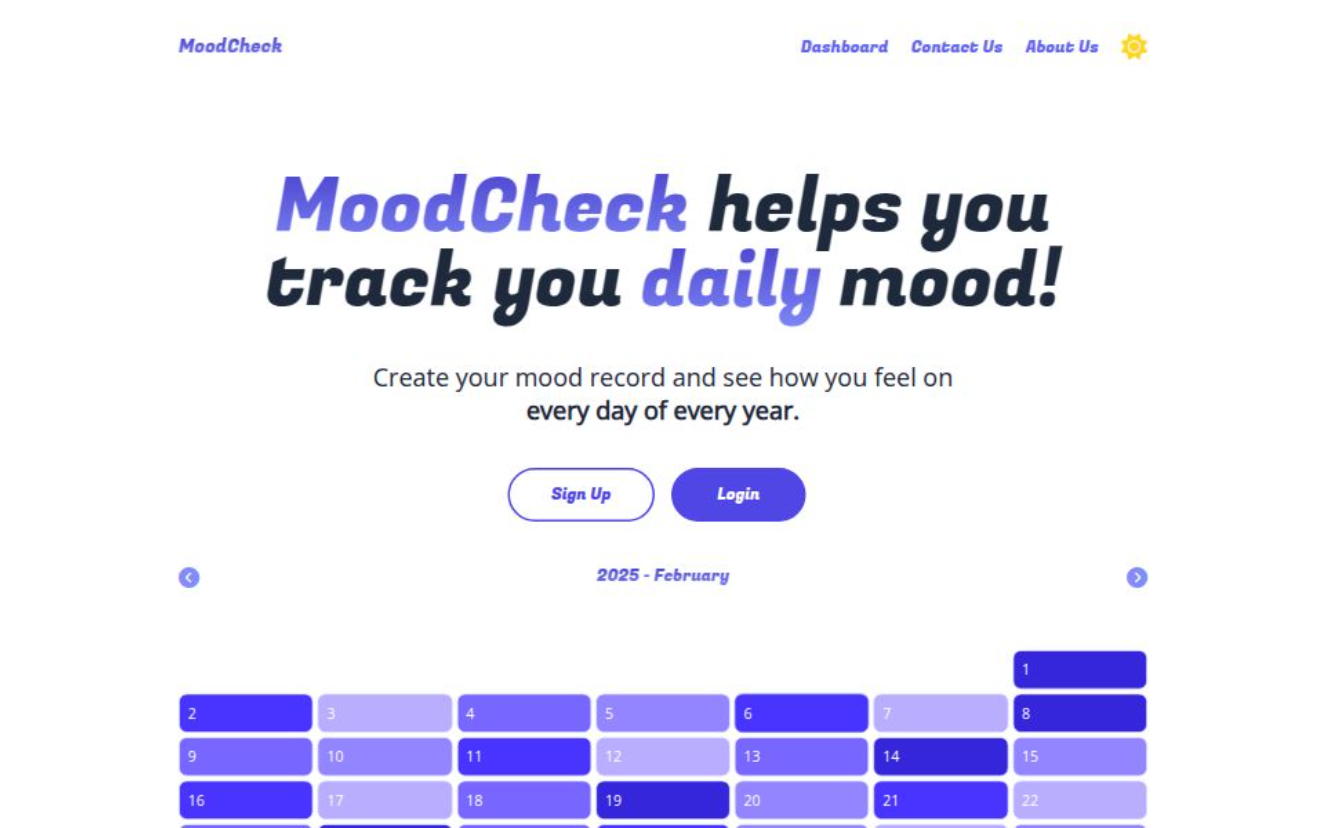 MoodCheck
Dashboard Contact Us About Us
MoodCheck helps you
track you daily mood!
Create your mood record and see how you feel on
every day of every year.
Sign Up Login
2025 - February
1
2 3 4 5 6 7 8
9 10 11 12 13 14 15
16 17 18 19 20 21 22